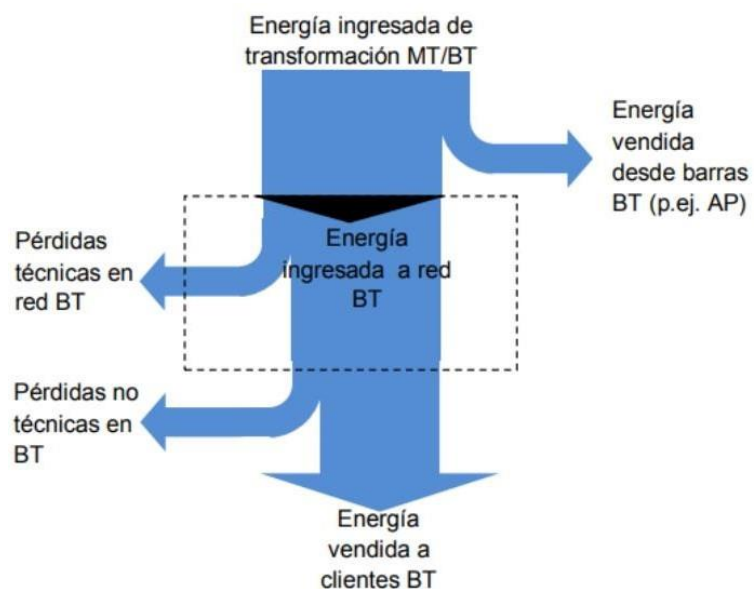 Energía ingresada de
transformación MT/BT
Energía
vendida
desde barras
BT (p.ej. AP)
Energía
ingresada a red
BT
Pérdidas
técnicas en
red BT
Pérdidas no
técnicas en
BT
Energía
vendida a
clientes BT